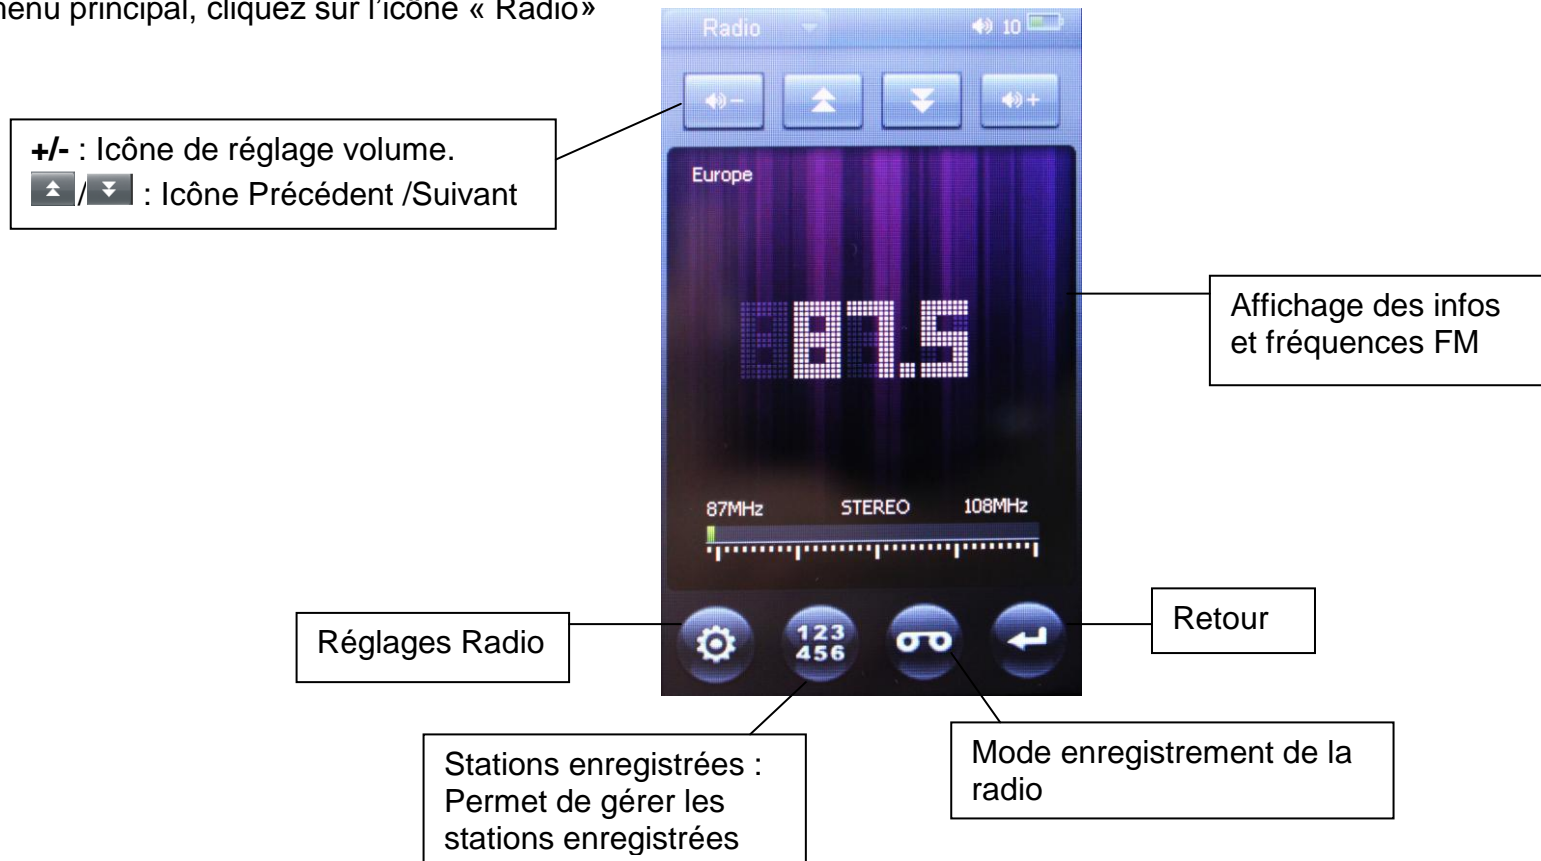 menu principal, cliquez sur l’icône « Radio»
Radio
10
+/- : Icône de réglage volume.
/ : Icône Précédent /Suivant
Europe
87.5
Affichage des infos
et fréquences FM
87MHz STEREO 108MHz
Réglages Radio
123
456
Retour
Stations enregistrées :
Permet de gérer les
stations enregistrées
Mode enregistrement de la
radio